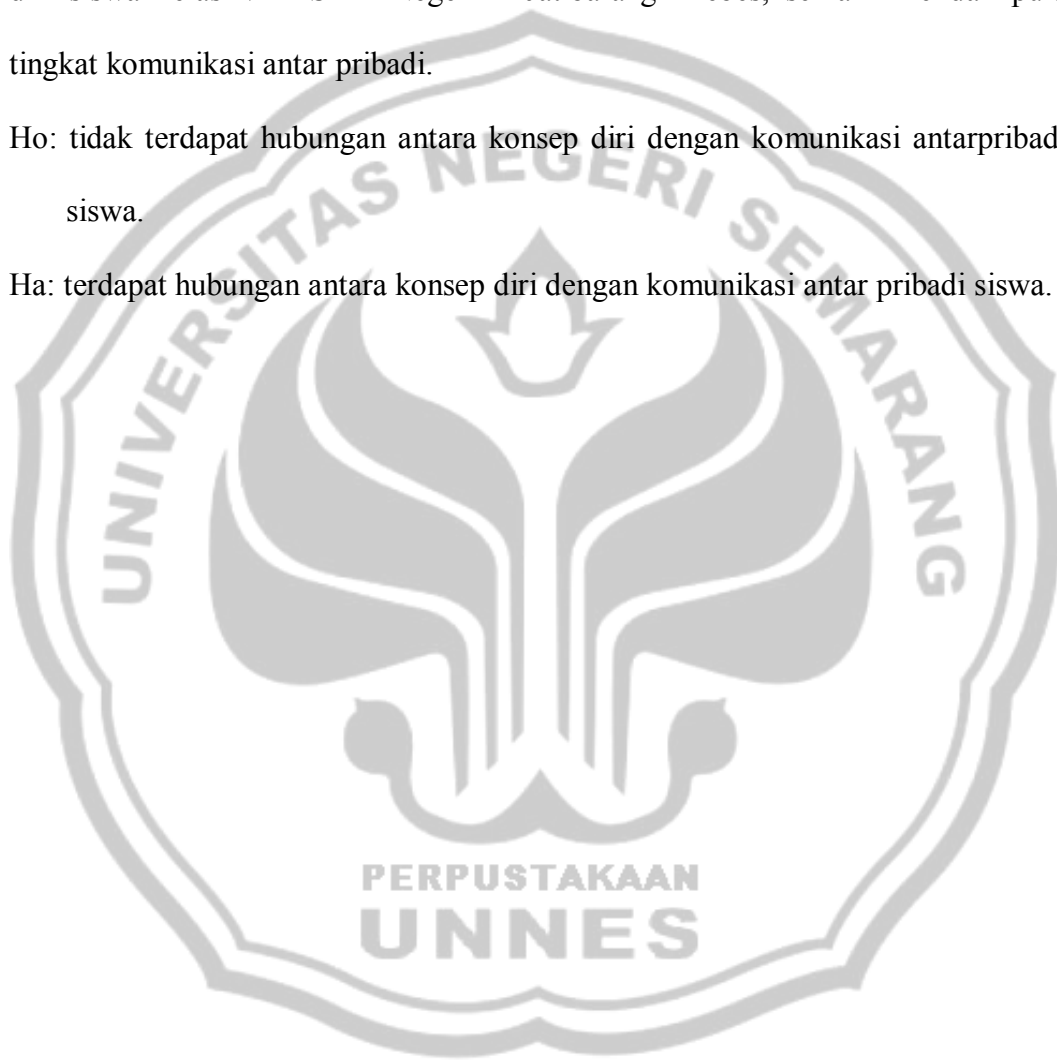 tingkat komunikasi antar pribadi.
Ho: tidak terdapat hubungan antara konsep diri dengan komunikasi antarpribad
siswa.
Ha: terdapat hubungan antara konsep diri dengan komunikasi antar pribadi siswa.
UNIVERSITAS NEGERI SEMARANG
PERPUSTAKAAN
UNNES